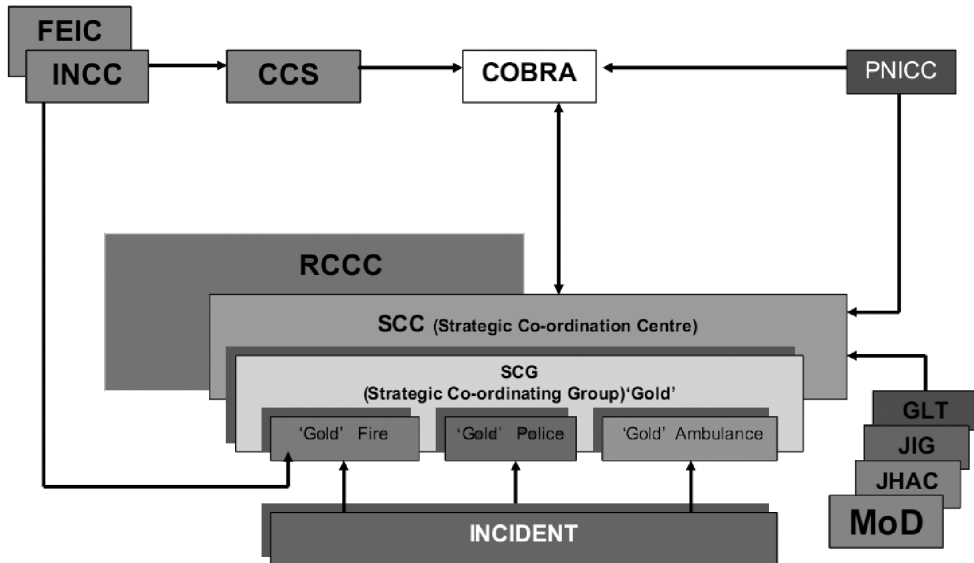 FEIC
INCC
CCS
COBRA
PNICC
RCCC
SCC (Strategic Co-ordination Centre)
SCG
(Strategic Co-ordinating Group)‘Gold’
‘Gold’ Fire
‘Gold’ Police
‘Gold’ Ambulance
GLT
JIG
JHAC
MoD
INCIDENT